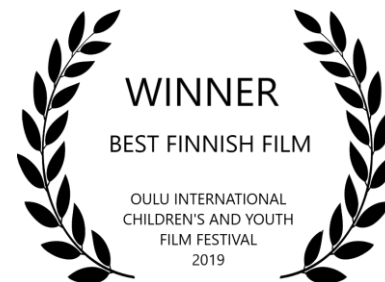 WINNER
BEST FINNISH FILM
OULU INTERNATIONAL
CHILDREN'S AND YOUTH
FILM FESTIVAL
2019